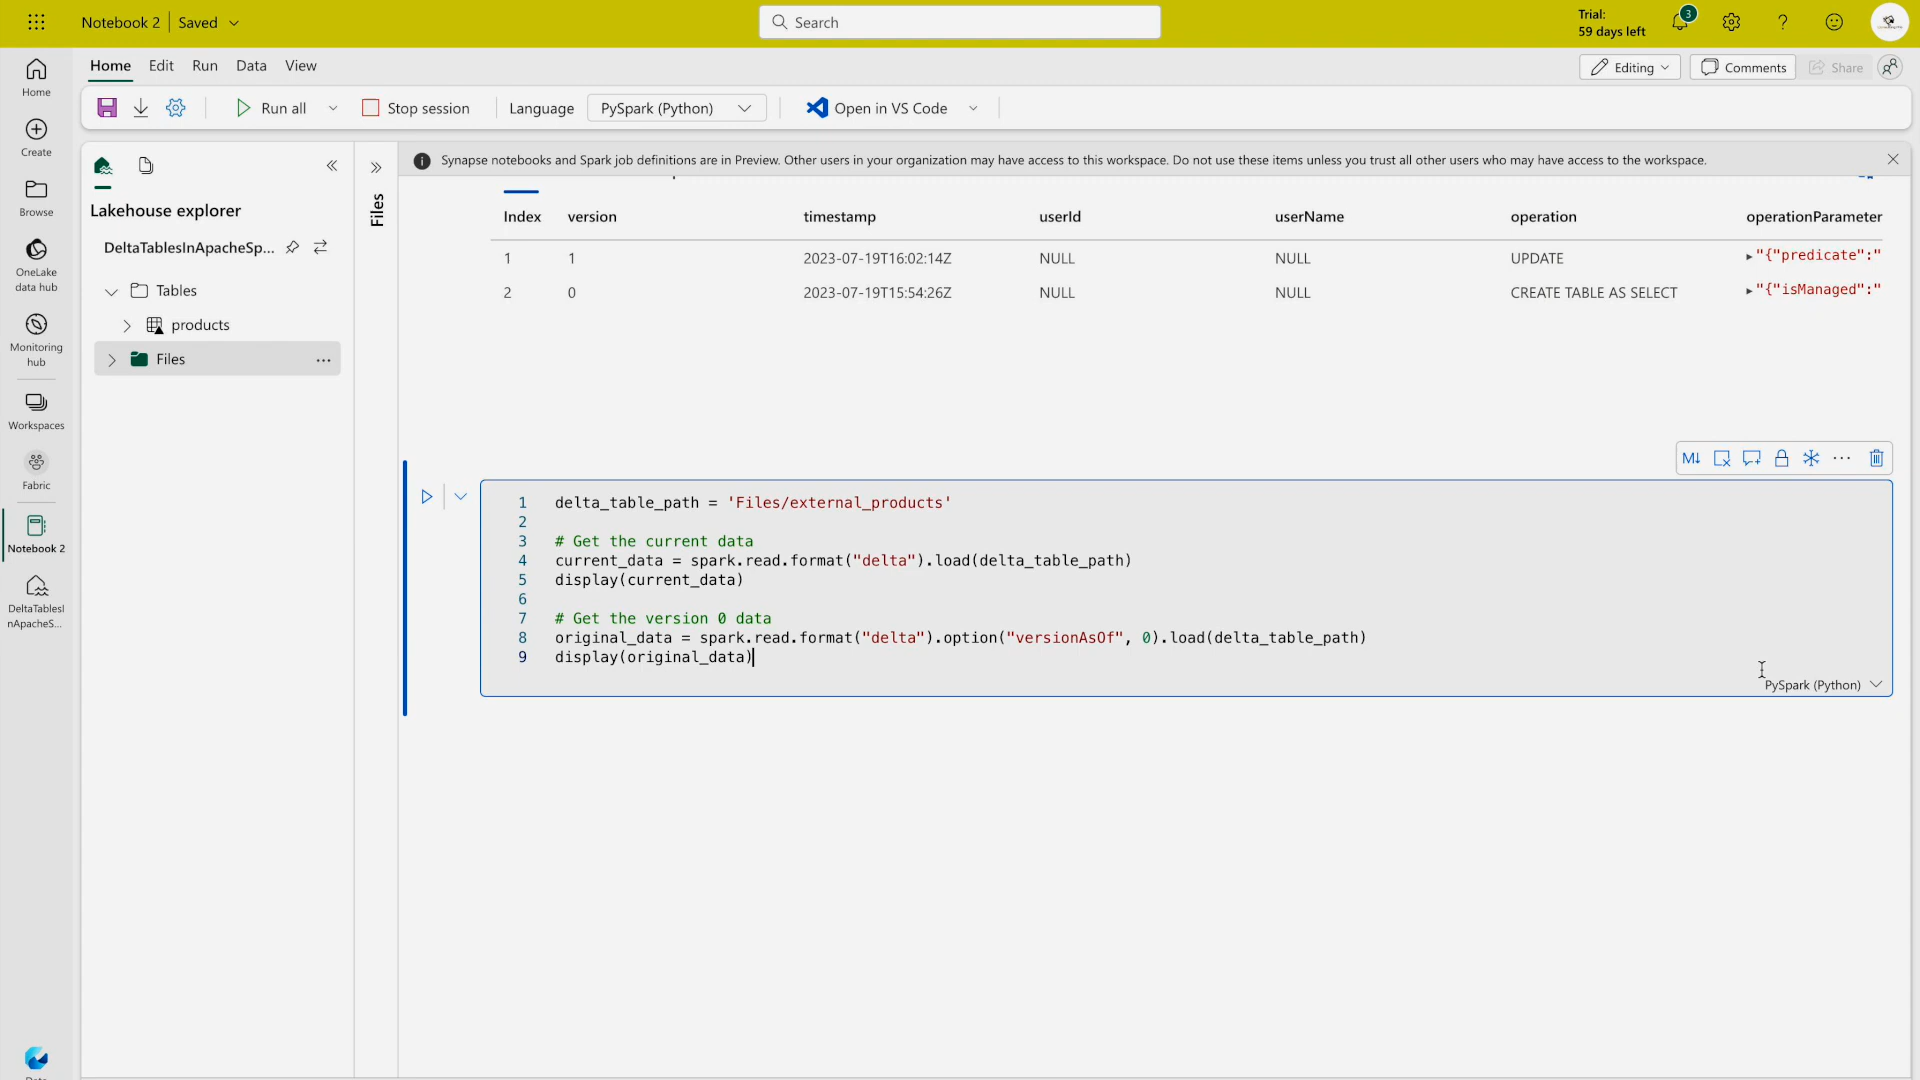 Notebook 2 | Saved
Search
Trial:
59 days left
3
Home Edit Run Data View
Editing Comments Share
Run all Stop session Language PySpark (Python) Open in VS Code
Home
Create
Browse
OneLake
data hub
Monitoring
hub
Workspaces
Fabric
Notebook 2
DeltaTablesI
nApacheS...
Lakehouse explorer
DeltaTablesInApacheSp...
Tables
products
Files
...
Files
Synapse notebooks and Spark job definitions are in Preview. Other users in your organization may have access to this workspace. Do not use these items unless you trust all other users who may have access to the workspace.
Index version timestamp userId userName operation operationParameter
1 1 2023-07-19T16:02:14Z NULL NULL UPDATE "{"predicate":"
2 0 2023-07-19T15:54:26Z NULL NULL CREATE TABLE AS SELECT "{"isManaged":"
M↓ ...
1 delta_table_path = 'Files/external_products'
2
3 # Get the current data
4 current_data = spark.read.format("delta").load(delta_table_path)
5 display(current_data)
6
7 # Get the version 0 data
8 original_data = spark.read.format("delta").option("versionAsOf", 0).load(delta_table_path)
9 display(original_data)
PySpark (Python)